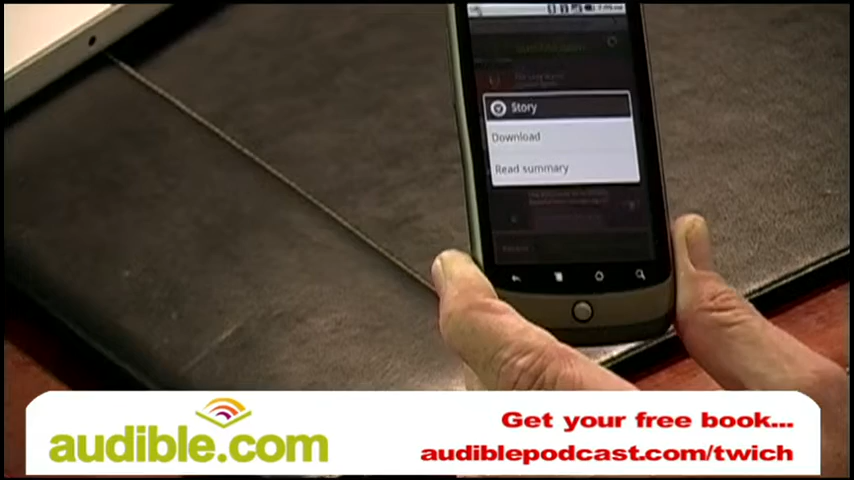 Story
Download
Read summary
audible.com
Get your free book...
audiblepodcast.com/twich